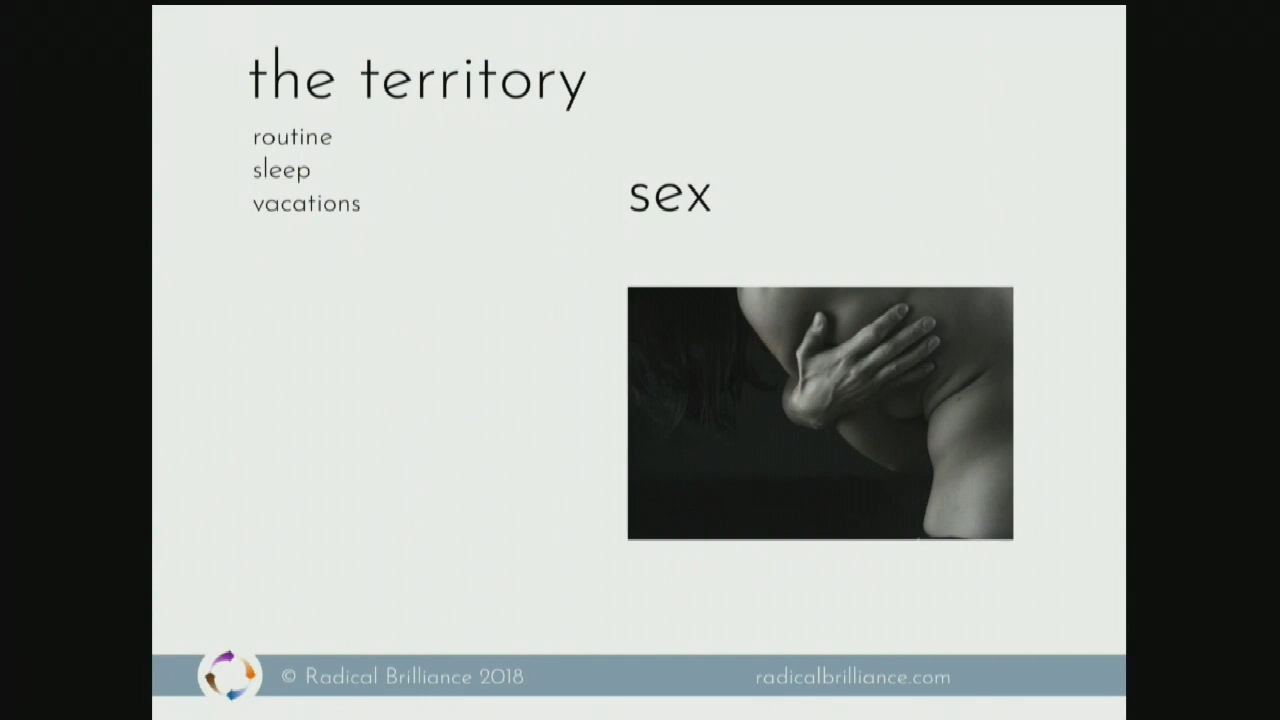 the territory
routine
sleep
vacations
sex
© Radical Brilliance 2018
radicalbrilliance.com